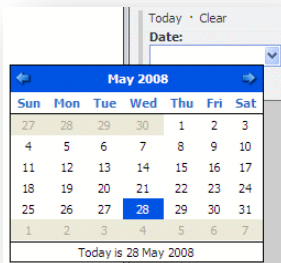 Today · Clear
Date:
May 2008
Sun Mon Tue Wed Thu Fri Sat
27 28 29 30 1 2 3
4 5 6 7 8 9 10
11 12 13 14 15 16 17
18 19 20 21 22 23 24
25 26 27 28 29 30 31
1 2 3 4 5 6 7
Today is 28 May 2008